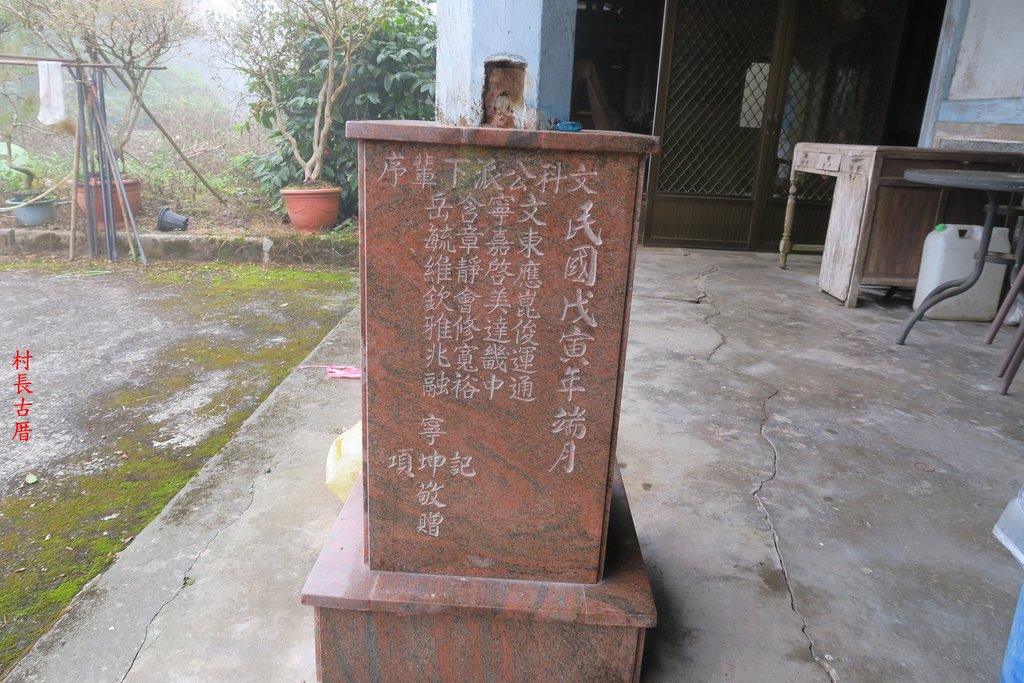 文科公派下輩序
民國戊寅年端月
文東應崑俊運通
寧嘉啓美達畿中
含章靜會修寬裕
岳毓維欽雅兆融
記
寧坤敬贈
項
村長古厝